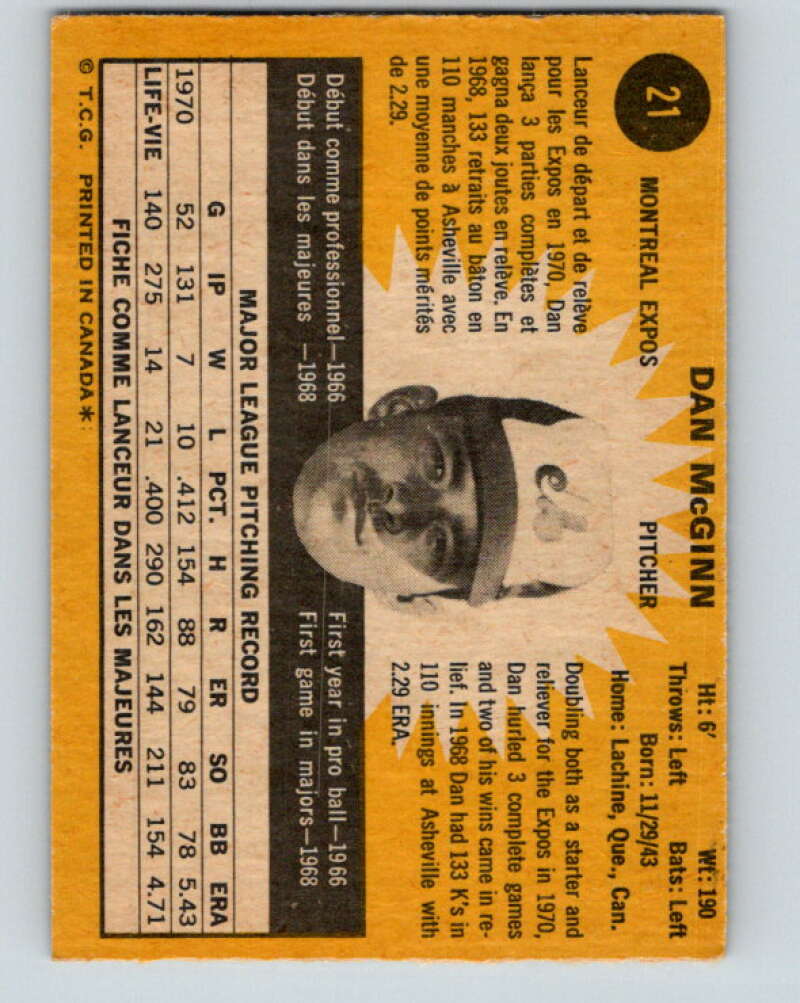 21
DAN McGINN
MONTREAL EXPOS PITCHER
Ht: 6' Wt: 190
Throws: Left Bats: Left
Born: 11/29/43
Home: Lachine, Que., Can.
Lanceur de départ et de relève
pour les Expos en 1970, Dan
lança 3 parties complètes et
gagna deux joutes en relève. En
1968, 133 retraits au bâton en
110 manches à Asheville avec
une moyenne de points mérités
de 2.29.
e
Doubling both as a starter and
reliever for the Expos in 1970,
Dan hurled 3 complete games
and two of his wins came in re-
lief. In 1968 Dan had 133 K's in
110 innings at Asheville with
2.29 ERA.
Début comme professionnel—1966
Début dans les majeures —1968
First year in pro ball—1966
First game in majors—1968
MAJOR LEAGUE PITCHING RECORD
G IP W L PCT. H R ER SO BB ERA
1970 52 131 7 10 .412 154 88 79 83 78 5.43
LIFE-VIE 140 275 14 21 .400 290 162 144 211 154 4.71
FICHE COMME LANCEUR DANS LES MAJEURES
© T.C.G. PRINTED IN CANADA*: